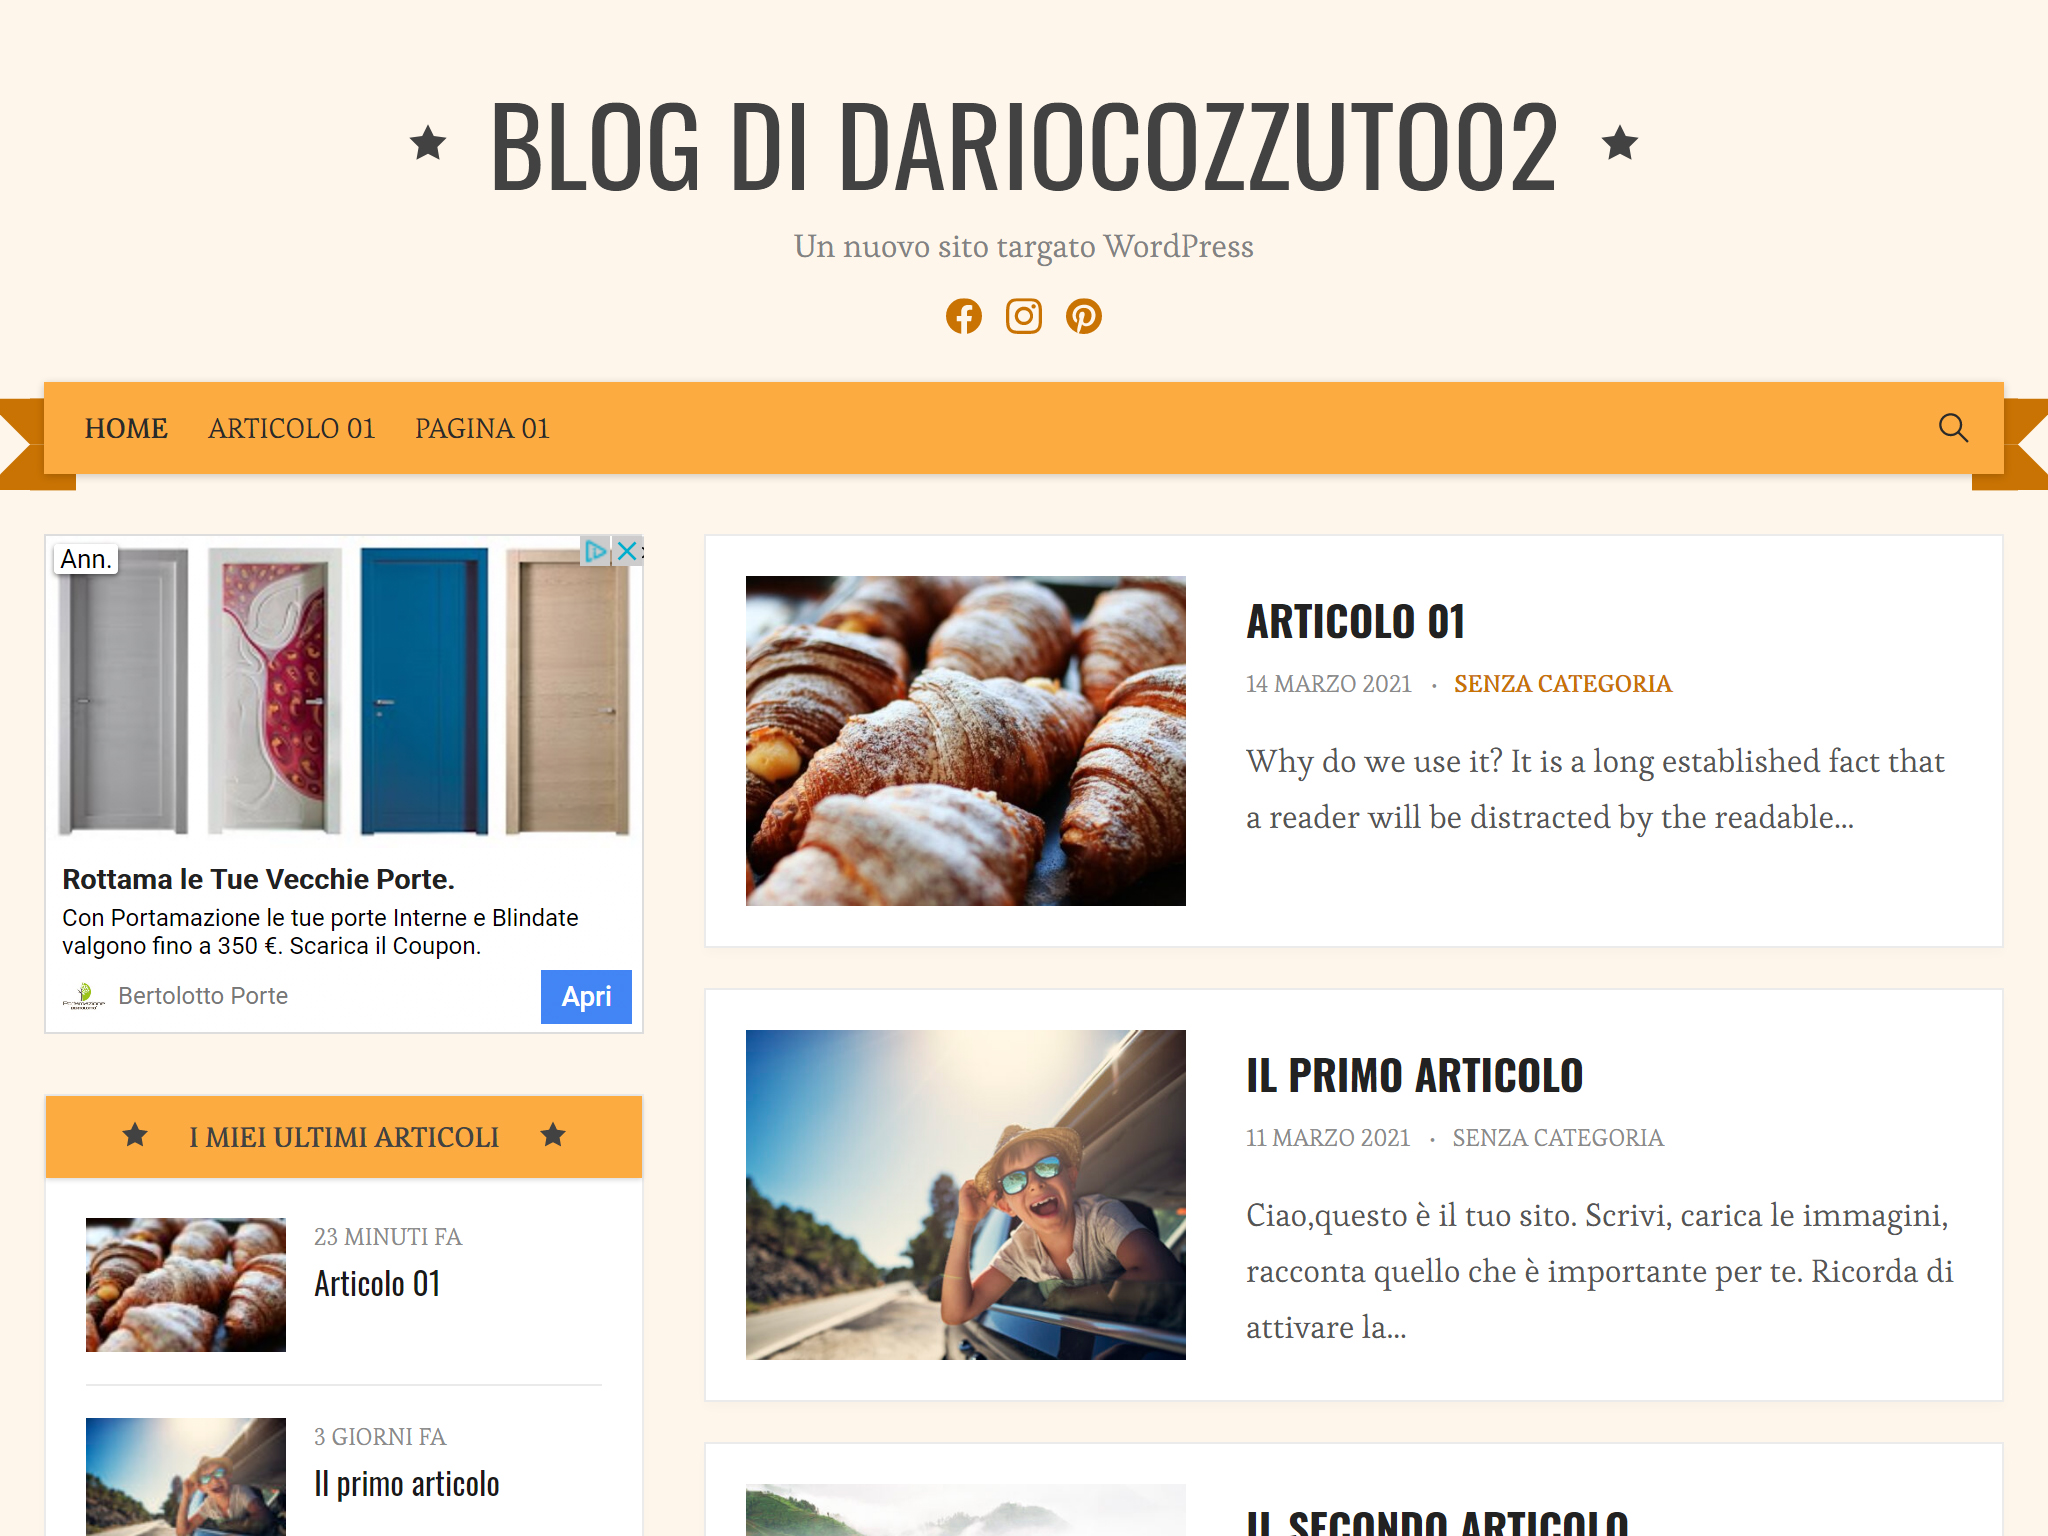 BLOG DI DARIOCOZZUTO02
Un nuovo sito targato WordPress
HOME ARTICOLO 01 PAGINA 01
Ann.
Rottama le Tue Vecchie Porte.
Con Portamazione le tue porte Interne e Blindate
valgono fino a 350 €. Scarica il Coupon.
Bertolotto Porte
Apri
I MIEI ULTIMI ARTICOLI
23 MINUTI FA
Articolo 01
3 GIORNI FA
Il primo articolo
ARTICOLO 01
14 MARZO 2021 · SENZA CATEGORIA
Why do we use it? It is a long established fact that
a reader will be distracted by the readable...
IL PRIMO ARTICOLO
11 MARZO 2021 · SENZA CATEGORIA
Ciao,questo è il tuo sito. Scrivi, carica le immagini,
racconta quello che è importante per te. Ricorda di
attivare la...
IL SECONDO ARTICOLO